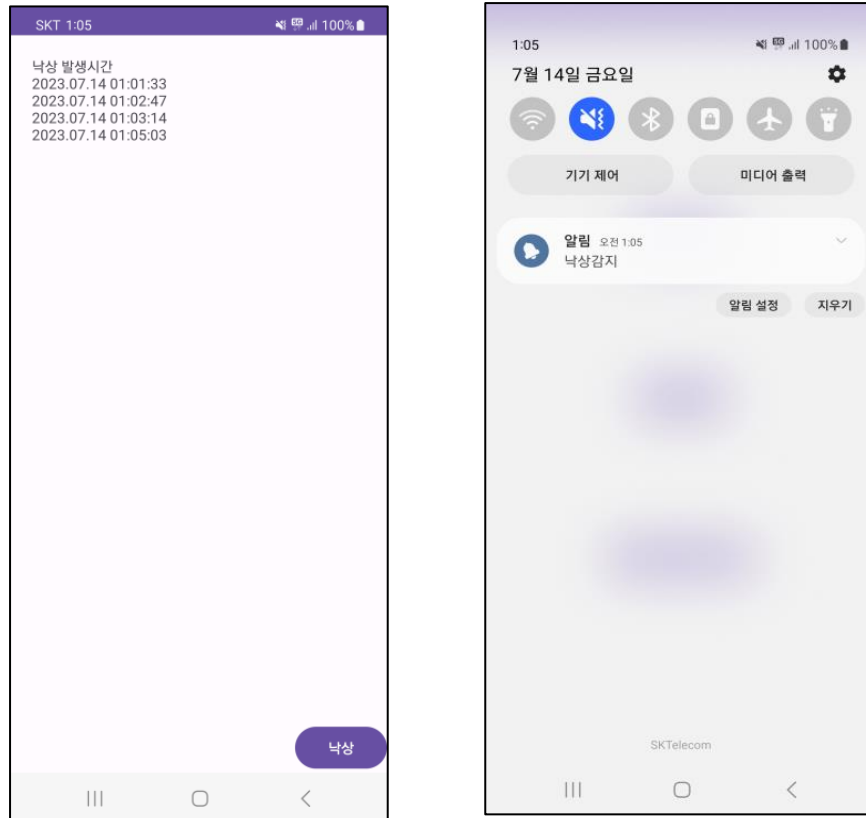 SKT 1:05
100%
낙상 발생시간
2023.07.14 01:01:33
2023.07.14 01:02:47
2023.07.14 01:03:14
2023.07.14 01:05:03
낙상
1:05
100%
7월 14일 금요일
기기 제어
미디어 출력
알림 오전 1:05
낙상감지
알림 설정
지우기
SKTelecom